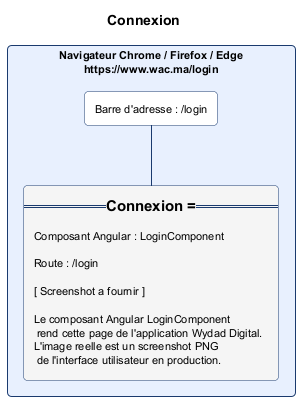 Connexion
Navigateur Chrome / Firefox / Edge
https://www.wac.ma/login
Barre d'adresse : /login
Connexion =
Composant Angular : LoginComponent
Route : /login
[ Screenshot a fournir ]
Le composant Angular LoginComponent
rend cette page de l'application Wydad Digital.
L'image reelle est un screenshot PNG
de l'interface utilisateur en production.